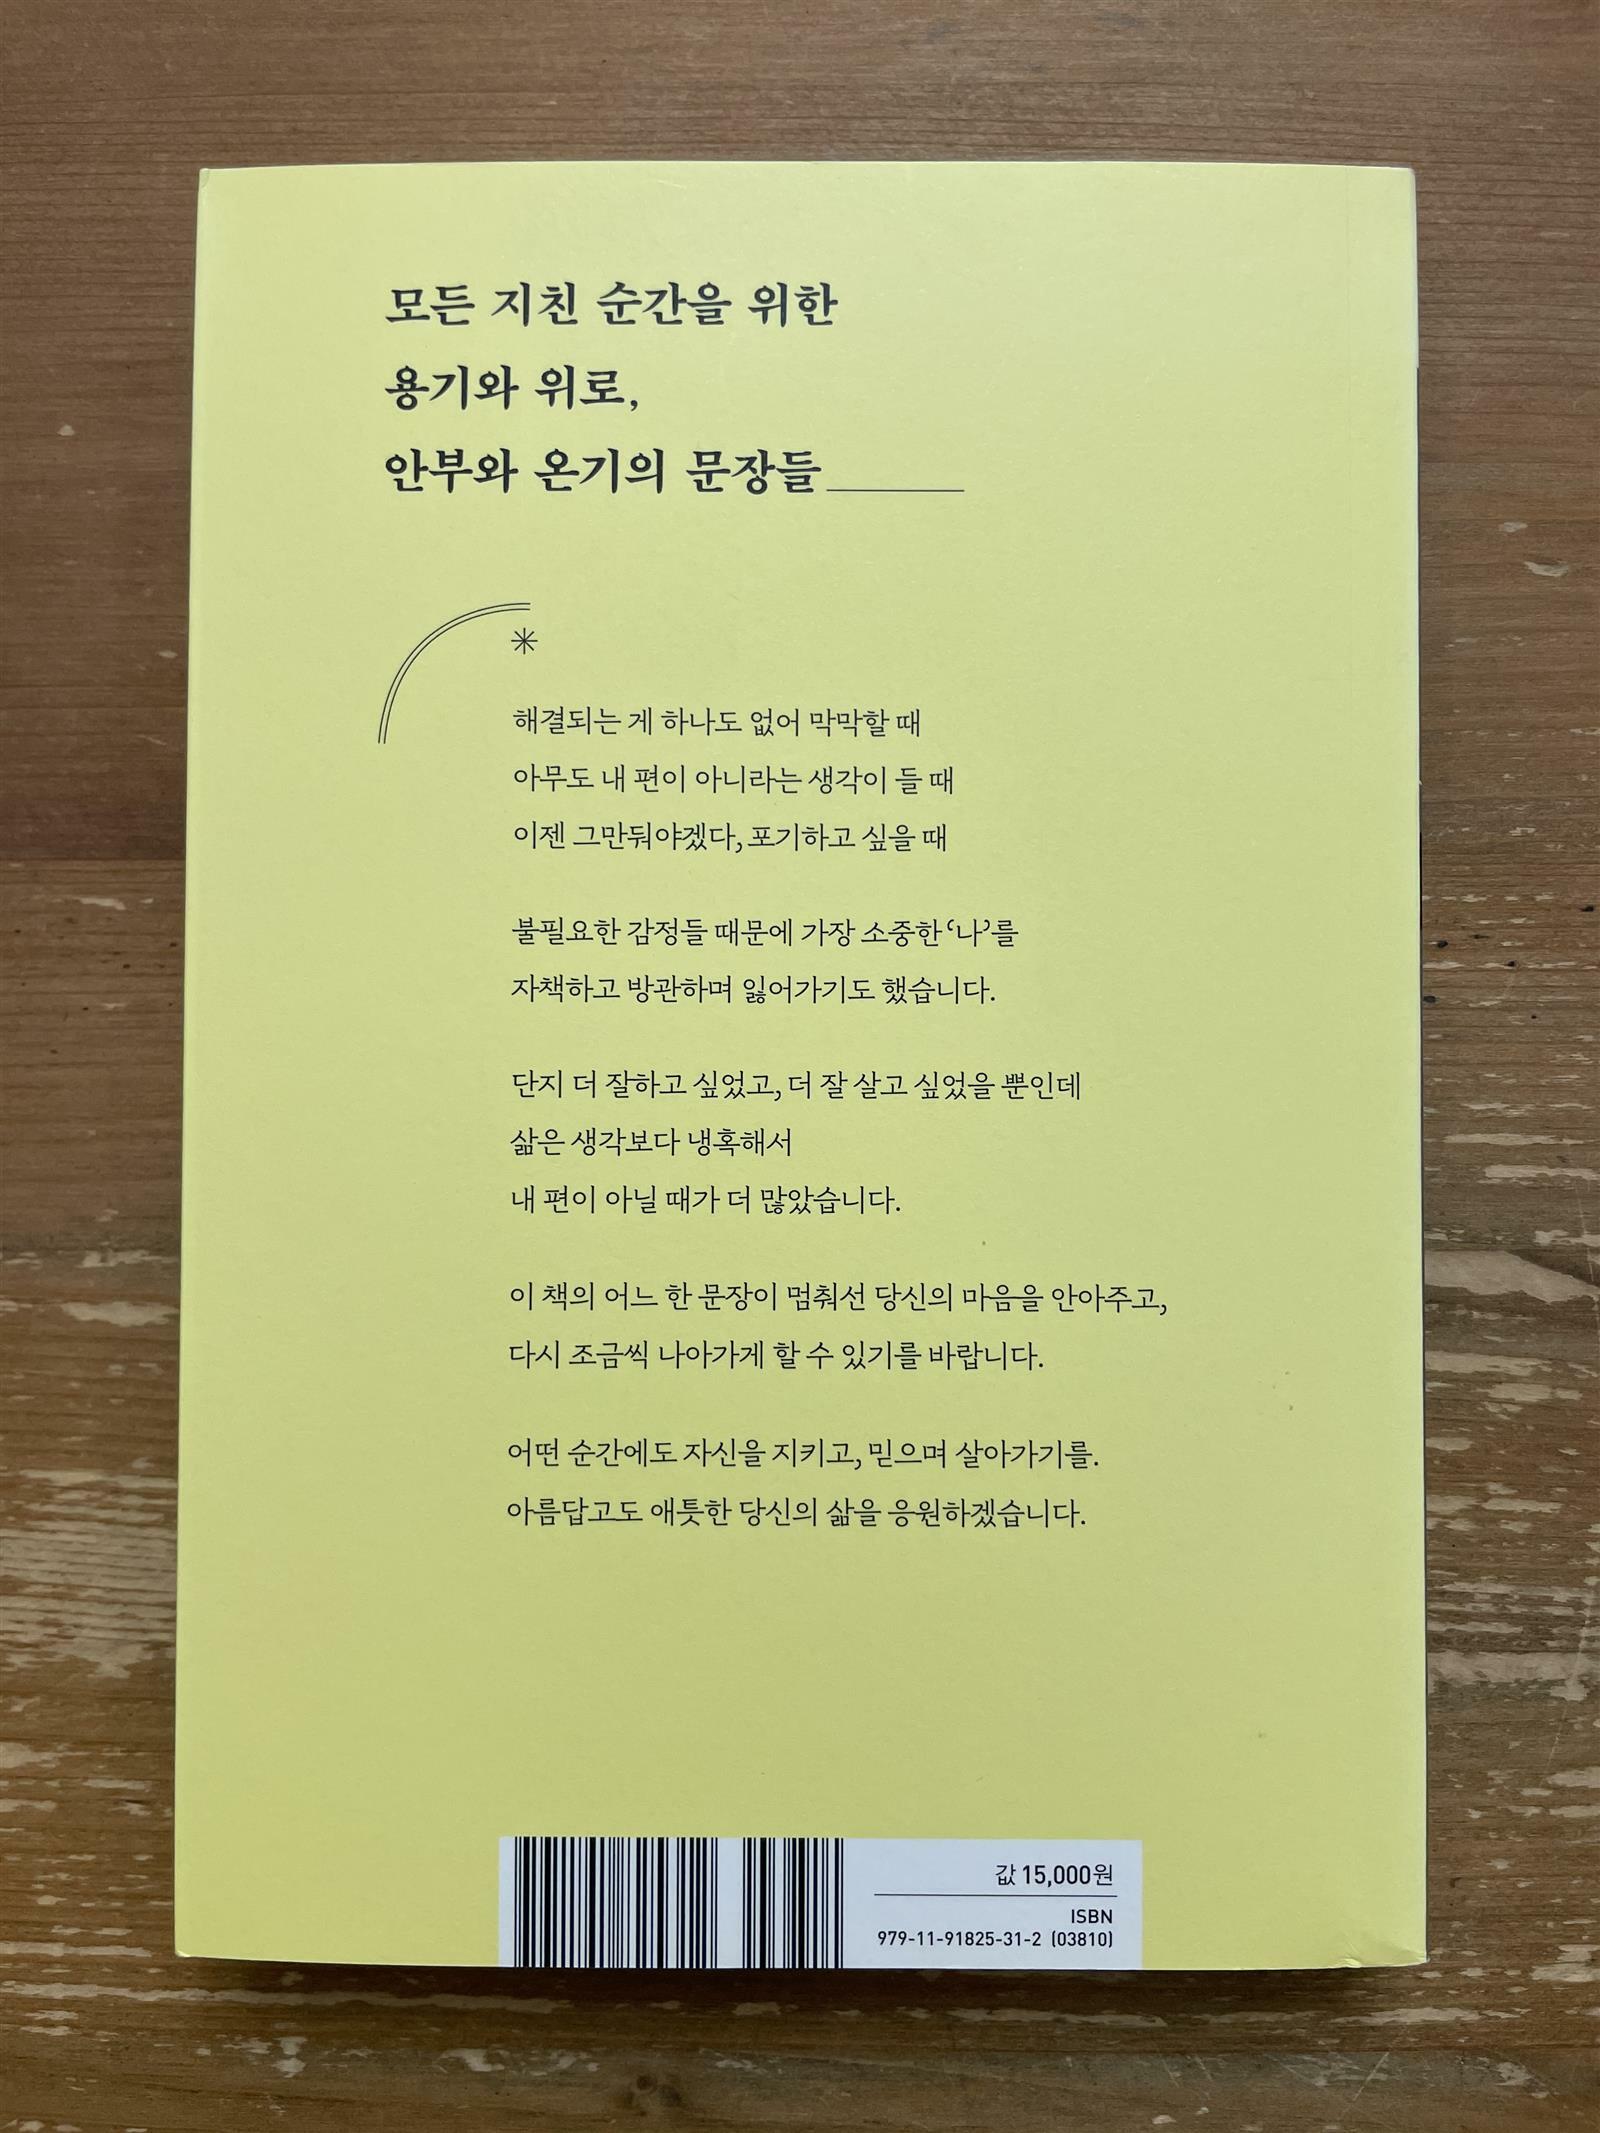 모든 지친 순간을 위한
용기와 위로,
안부와 온기의 문장들
해결되는 게 하나도 없어 막막할 때
아무도 내 편이 아니라는 생각이 들 때
이젠 그만둬야겠다, 포기하고 싶을 때
불필요한 감정들 때문에 가장 소중한 ‘나’를
자책하고 방관하며 잃어가기도 했습니다.
단지 더 잘하고 싶었고, 더 잘 살고 싶었을 뿐인데
삶은 생각보다 냉혹해서
내 편이 아닐 때가 더 많았습니다.
이 책의 어느 한 문장이 멈춰선 당신의 마음을 안아주고,
다시 조금씩 나아가게 할 수 있기를 바랍니다.
어떤 순간에도 자신을 지키고, 믿으며 살아가기를.
아름답고도 애틋한 당신의 삶을 응원하겠습니다.
값 15,000원
ISBN
979-11-91825-31-2 (03810)